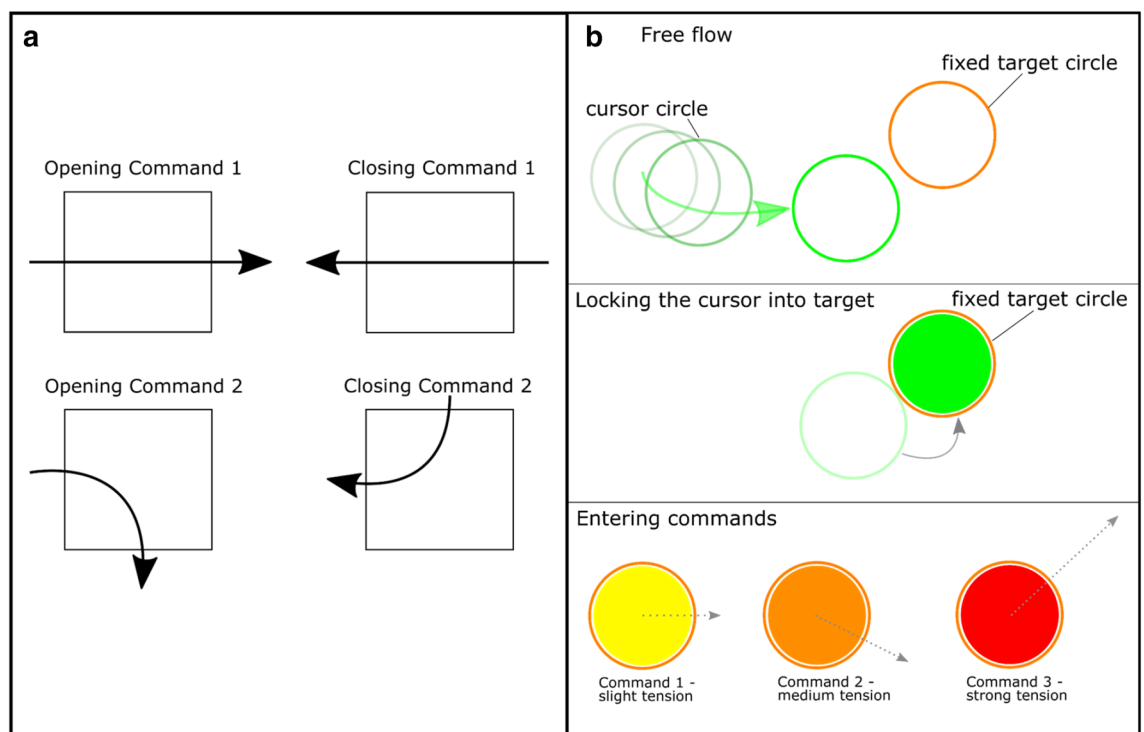 a
Opening Command 1
Closing Command 1
Opening Command 2
Closing Command 2
b
Free flow
fixed target circle
cursor circle
Locking the cursor into target
fixed target circle
Entering commands
Command 1 -
slight tension
Command 2 -
medium tension
Command 3 -
strong tension